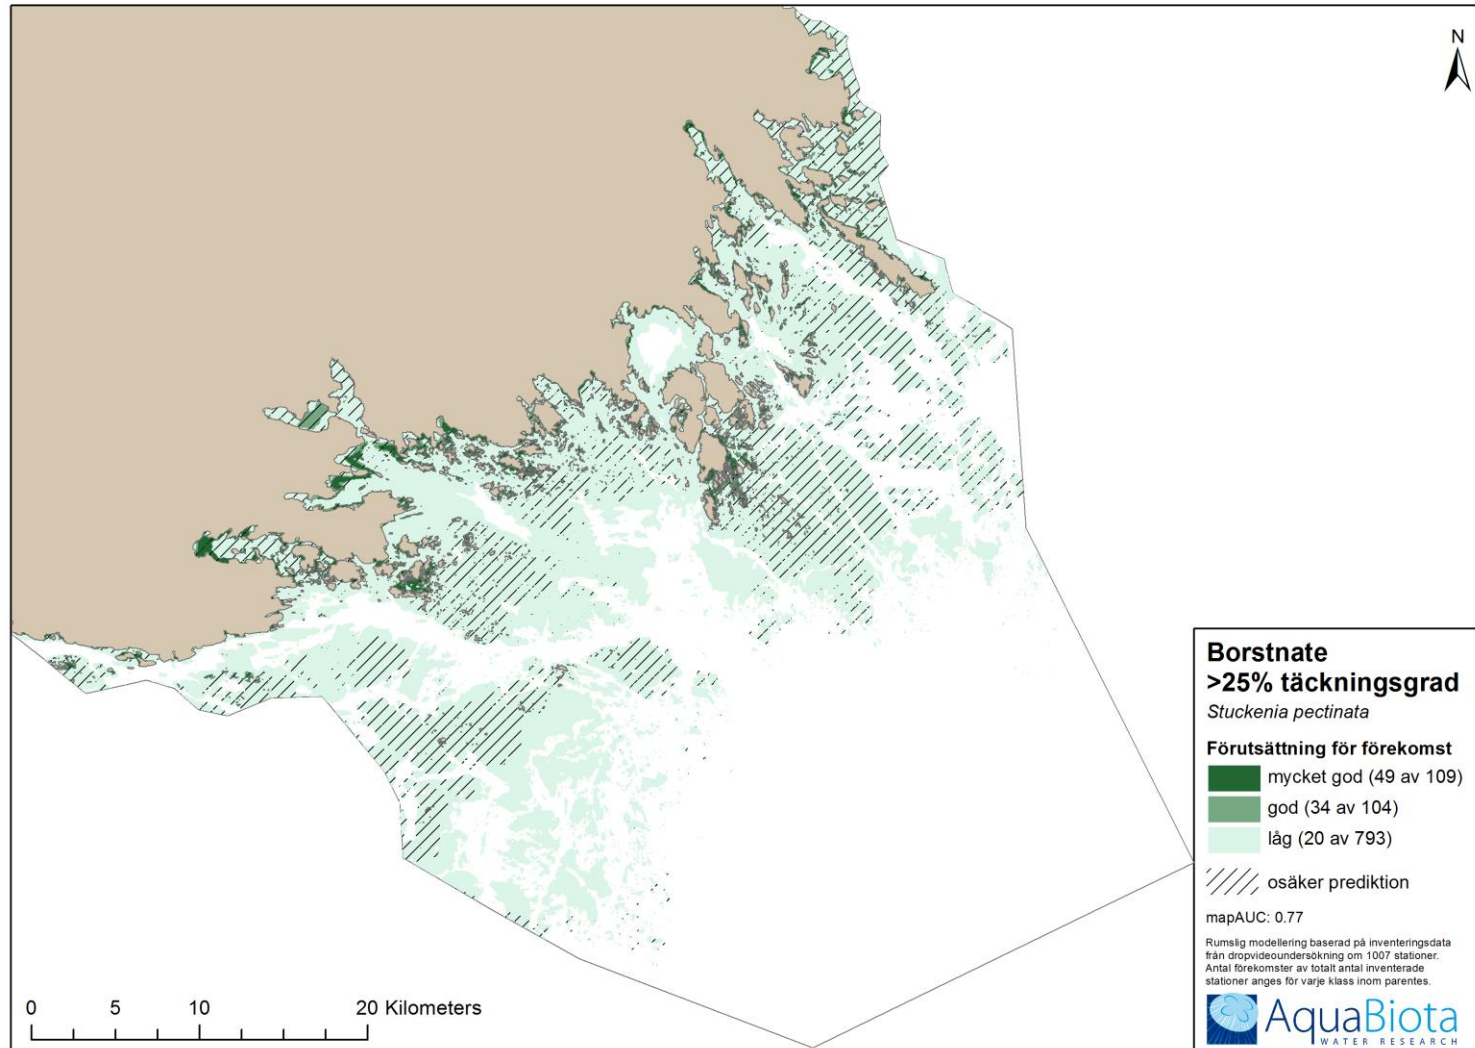 N
Borstnate
>25% täckningsgrad
Stuckenia pectinata
Förutsättning för förekomst
mycket god (49 av 109)
god (34 av 104)
låg (20 av 793)
osäker prediktion
mapAUC: 0.77
Rumslig modellering baserad på inventeringsdata
från dropvideoundersökning om 1007 stationer.
Antal förekomster av totalt antal inventerade
stationer anges för varje klass inom parentes.
AquaBiota
WATER RESEARCH
0 5 10 20 Kilometers